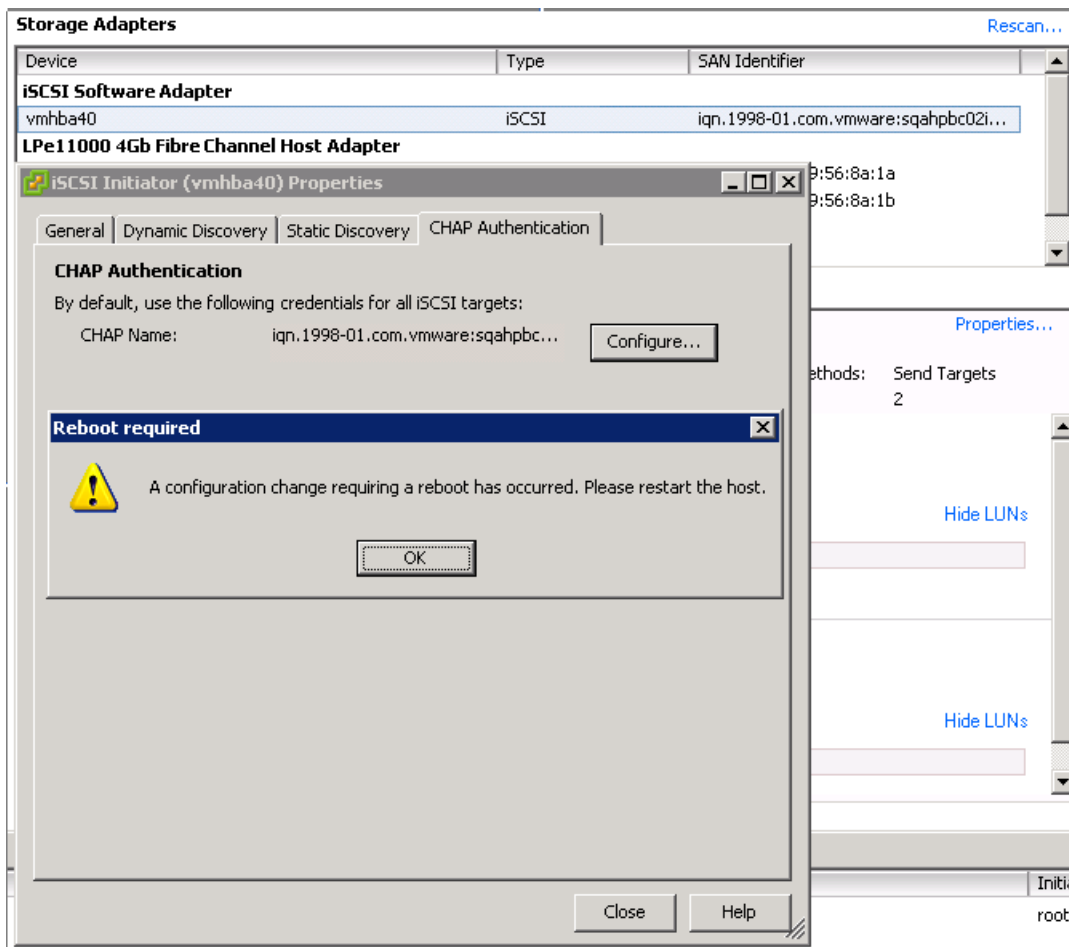 Storage Adapters
Rescan...
Device Type SAN Identifier
iSCSI Software Adapter
vmhba40 iSCSI iqn.1998-01.com.vmware:sqahpbc02i...
LPe11000 4Gb Fibre Channel Host Adapter
9:56:8a:1a
9:56:8a:1b
iSCSI Initiator (vmhba40) Properties
General Dynamic Discovery Static Discovery CHAP Authentication
CHAP Authentication
By default, use the following credentials for all iSCSI targets:
CHAP Name: iqn.1998-01.com.vmware:sqahpbc... Configure...
Reboot required
A configuration change requiring a reboot has occurred. Please restart the host.
OK
Close Help
Properties...
ethods: Send Targets
2
Hide LUNs
Hide LUNs
Initia
root